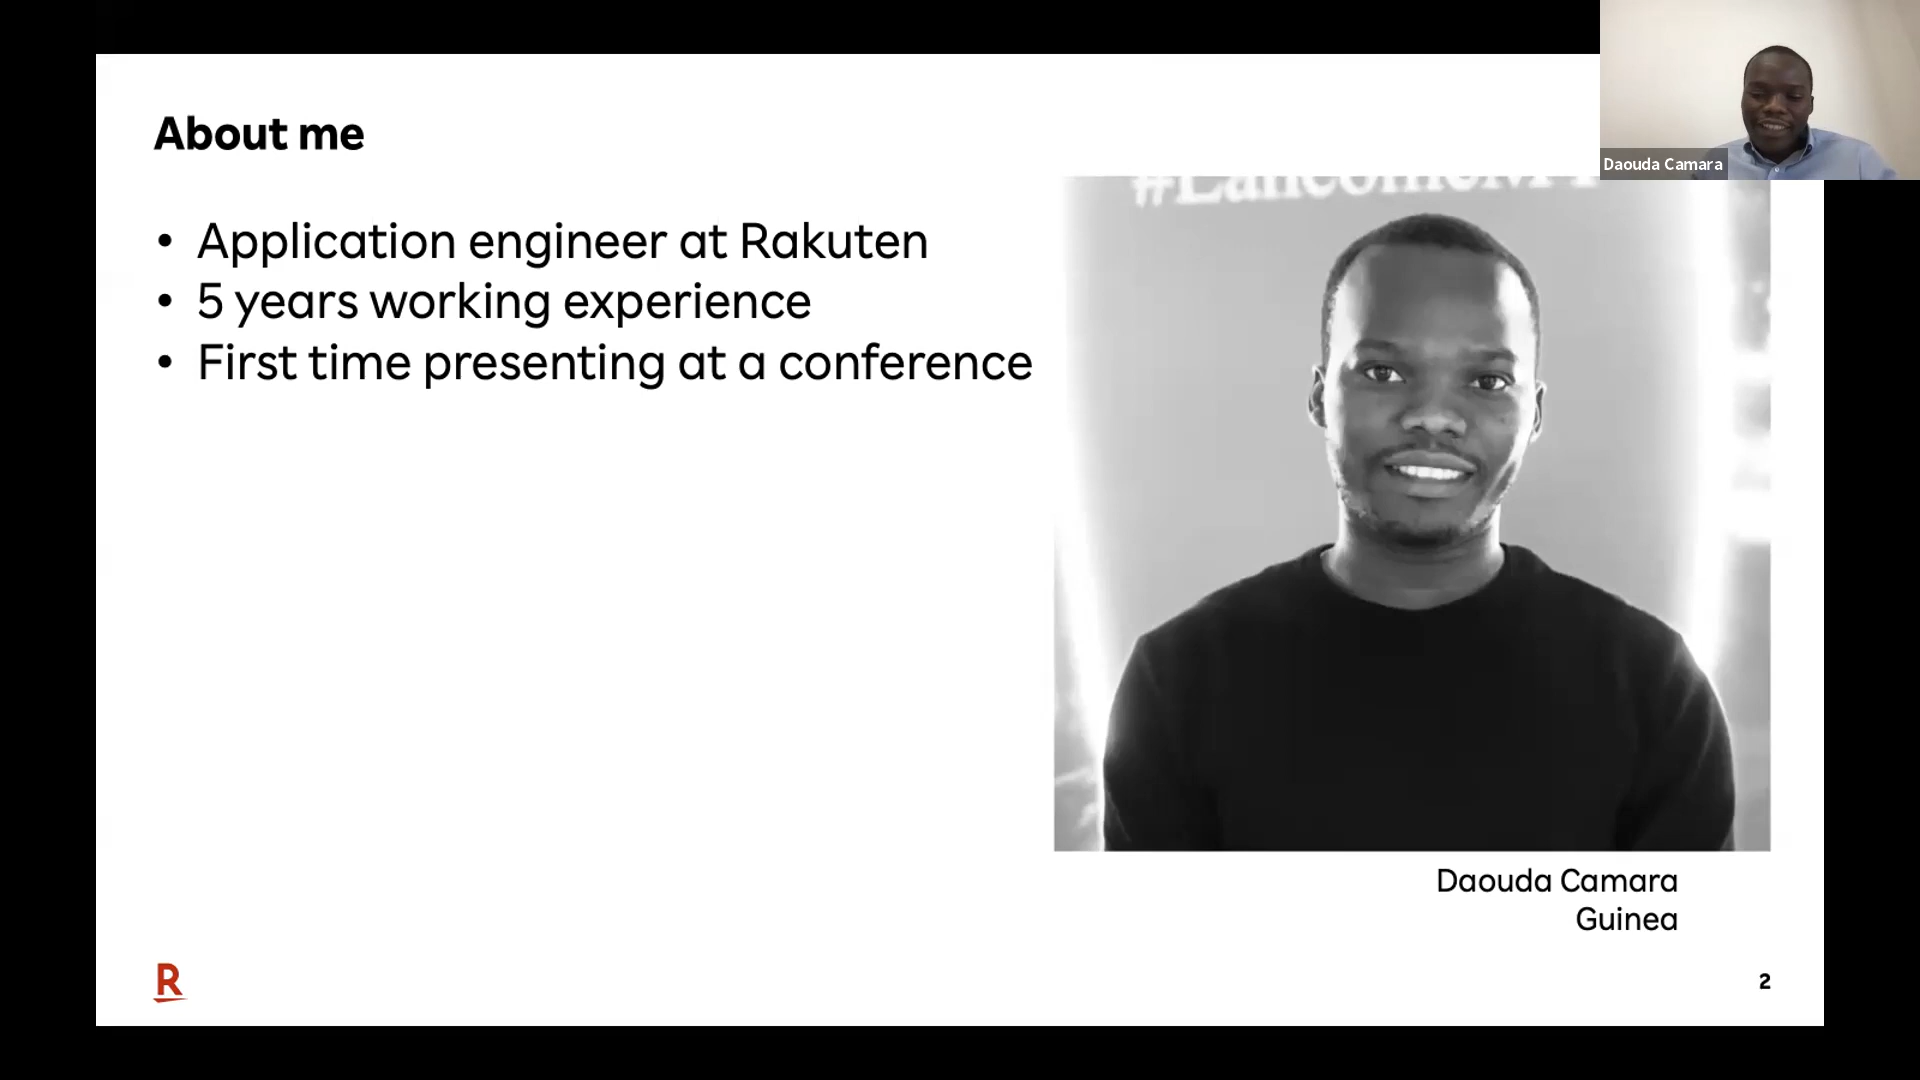 Daouda Camara
About me
• Application engineer at Rakuten
• 5 years working experience
• First time presenting at a conference
Daouda Camara
Guinea
R
2